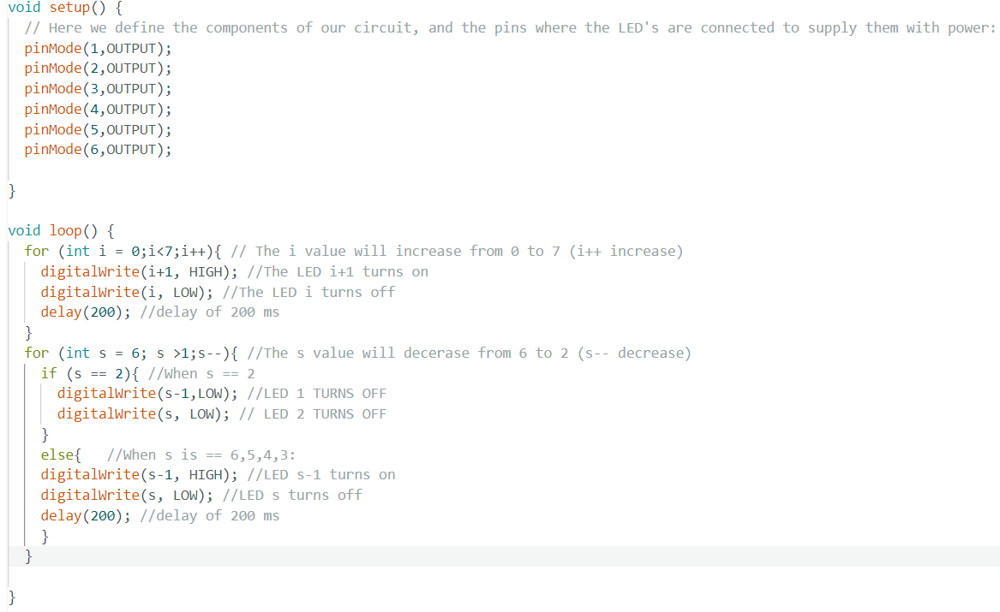 void setup() {
  // Here we define the components of our circuit, and the pins where the LED's are connected to supply them with power:
  pinMode(1,OUTPUT);
  pinMode(2,OUTPUT);
  pinMode(3,OUTPUT);
  pinMode(4,OUTPUT);
  pinMode(5,OUTPUT);
  pinMode(6,OUTPUT);

}

void loop() {
  for (int i = 0;i<7;i++){ // The i value will increase from 0 to 7 (i++ increase)
    digitalWrite(i+1, HIGH); //The LED i+1 turns on
    digitalWrite(i, LOW); //The LED i turns off
    delay(200); //delay of 200 ms
  }
  for (int s = 6; s >1;s--){ //The s value will decerase from 6 to 2 (s-- decrease)
    if (s == 2){ //When s == 2
      digitalWrite(s-1,LOW); //LED 1 TURNS OFF
      digitalWrite(s, LOW); // LED 2 TURNS OFF
    }
    else{   //When s is == 6,5,4,3:
    digitalWrite(s-1, HIGH); //LED s-1 turns on
    digitalWrite(s, LOW); //LED s turns off
    delay(200); //delay of 200 ms
    }
  }

}